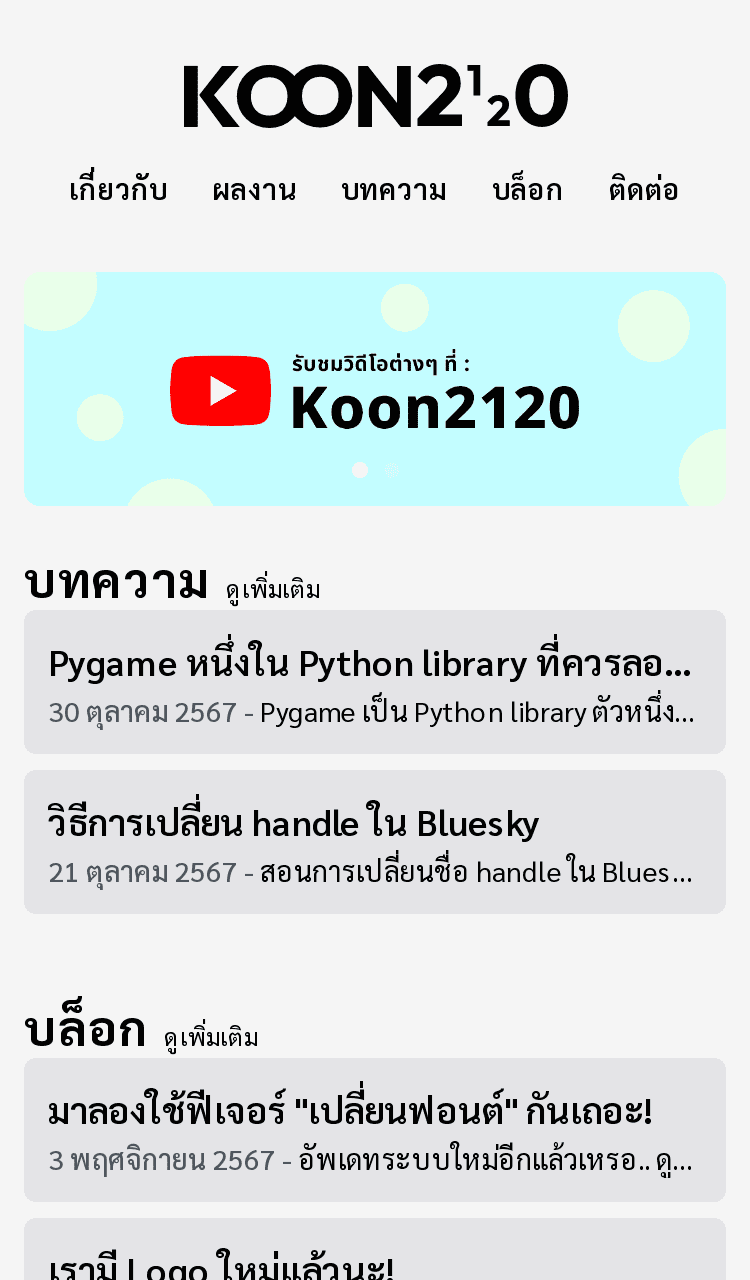 KOON2120
เกี่ยวกับ ผลงาน บทความ บล็อก ติดต่อ
รับชมวิดีโอต่างๆ ที่ :
Koon2120
บทความ ดูเพิ่มเติม
Pygame หนึ่งใน Python library ที่ควรลอ...
30 ตุลาคม 2567 - Pygame เป็น Python library ตัวหนึ่ง...
วิธีการเปลี่ยน handle ใน Bluesky
21 ตุลาคม 2567 - สอนการเปลี่ยนชื่อ handle ใน Blues...
บล็อก ดูเพิ่มเติม
มาลองใช้ฟีเจอร์ "เปลี่ยนฟอนต์" กันเถอะ!
3 พฤศจิกายน 2567 - อัพเดทระบบใหม่อีกแล้วเหรอ.. ดู...
เรามี Logo ใหม่แล้วนะ!